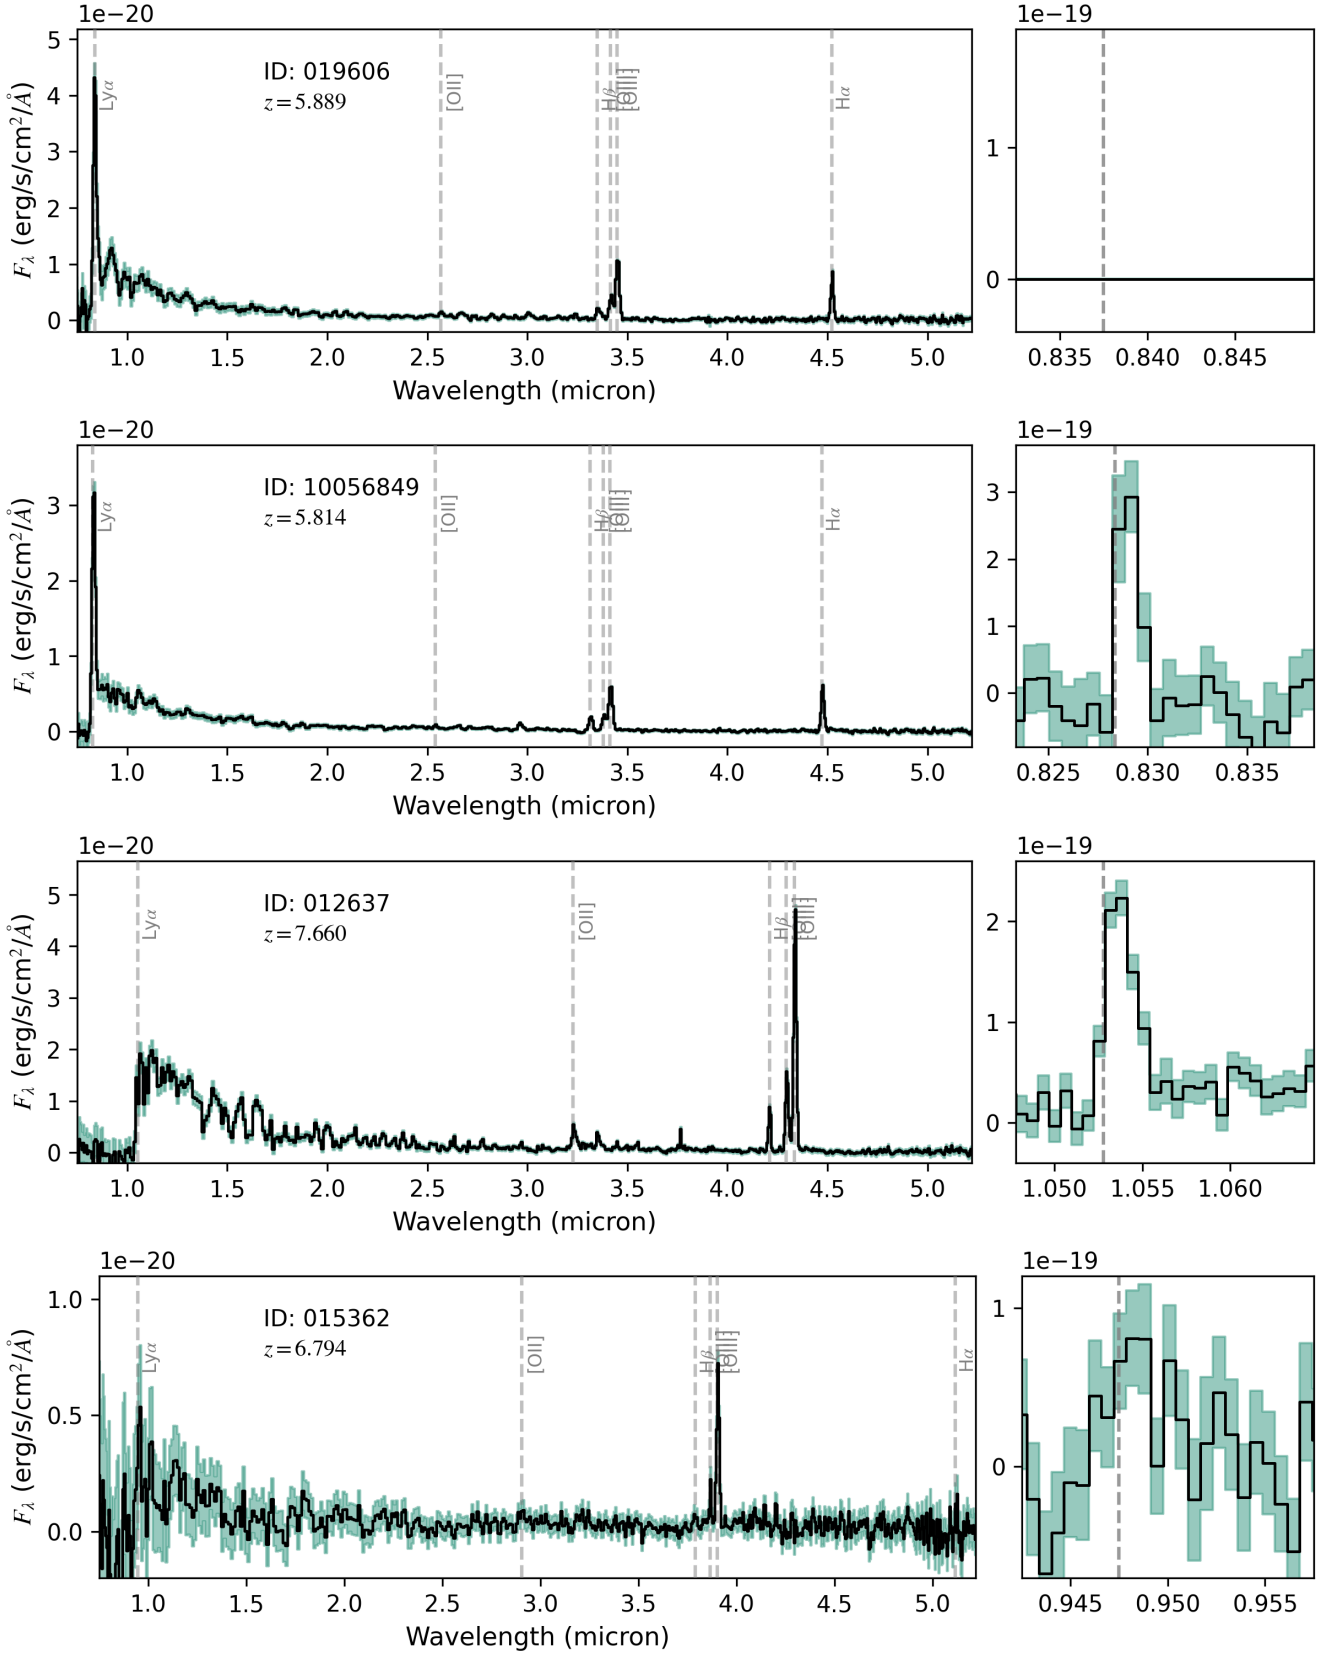 1e−20
1e−19
5
4
3
2
1
0
Fλ (erg/s/cm²/Å)
ID: 019606
z = 5.889
Lyα
[OII]
Hβ
[OIII]
[OIII]
Hα
1
0
1.0 1.5 2.0 2.5 3.0 3.5 4.0 4.5 5.0
0.835 0.840 0.845
Wavelength (micron)
1e−20
1e−19
3
2
1
0
Fλ (erg/s/cm²/Å)
ID: 10056849
z = 5.814
Lyα
[OII]
Hβ
[OIII]
[OIII]
Hα
3
2
1
0
1.0 1.5 2.0 2.5 3.0 3.5 4.0 4.5 5.0
0.825 0.830 0.835
Wavelength (micron)
1e−20
1e−19
5
4
3
2
1
0
Fλ (erg/s/cm²/Å)
ID: 012637
z = 7.660
Lyα
[OII]
Hβ
[OIII]
[OIII]
2
1
0
1.0 1.5 2.0 2.5 3.0 3.5 4.0 4.5 5.0
1.050 1.055 1.060
Wavelength (micron)
1e−20
1e−19
1.0
0.5
0.0
Fλ (erg/s/cm²/Å)
ID: 015362
z = 6.794
Lyα
[OII]
Hβ
[OIII]
[OIII]
Hα
1
0
1.0 1.5 2.0 2.5 3.0 3.5 4.0 4.5 5.0
0.945 0.950 0.955
Wavelength (micron)